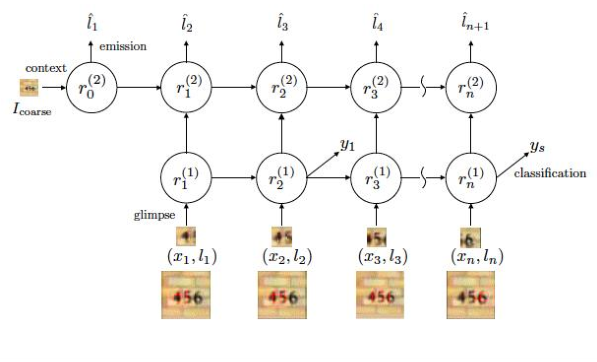 l̂₁ l̂₂ l̂₃ l̂₄ l̂ₙ₊₁
emission
context
I_coarse r₀⁽²⁾ r₁⁽²⁾ r₂⁽²⁾ r₃⁽²⁾ rₙ⁽²⁾
y₁ yₛ
r₁⁽¹⁾ r₂⁽¹⁾ r₃⁽¹⁾ rₙ⁽¹⁾
classification
glimpse
45
(x₁, l₁) (x₂, l₂) (x₃, l₃) (xₙ, lₙ)
456 456 456 456